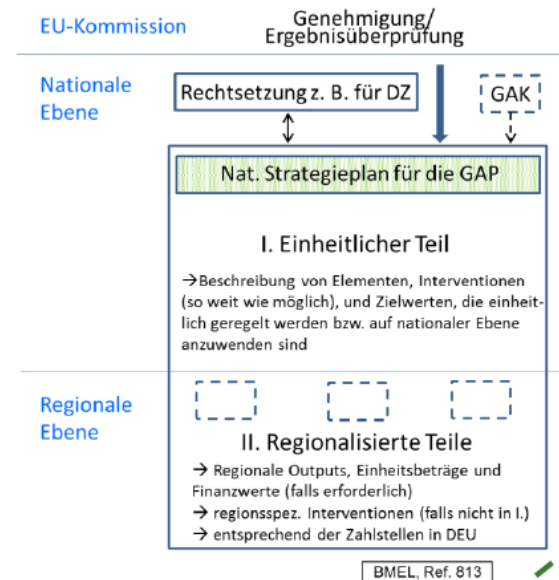 EU-Kommission
Genehmigung/
Ergebnisüberprüfung
Nationale
Ebene
Rechtsetzung z. B. für DZ
GAK
Nat. Strategieplan für die GAP
I. Einheitlicher Teil
→Beschreibung von Elementen, Interventionen
(so weit wie möglich), und Zielwerten, die einheit-
lich geregelt werden bzw. auf nationaler Ebene
anzuwenden sind
Regionale
Ebene
II. Regionalisierte Teile
→ Regionale Outputs, Einheitsbeträge und
Finanzwerte (falls erforderlich)
→ regionsspez. Interventionen (falls nicht in I.)
→ entsprechend der Zahlstellen in DEU
BMEL, Ref. 813